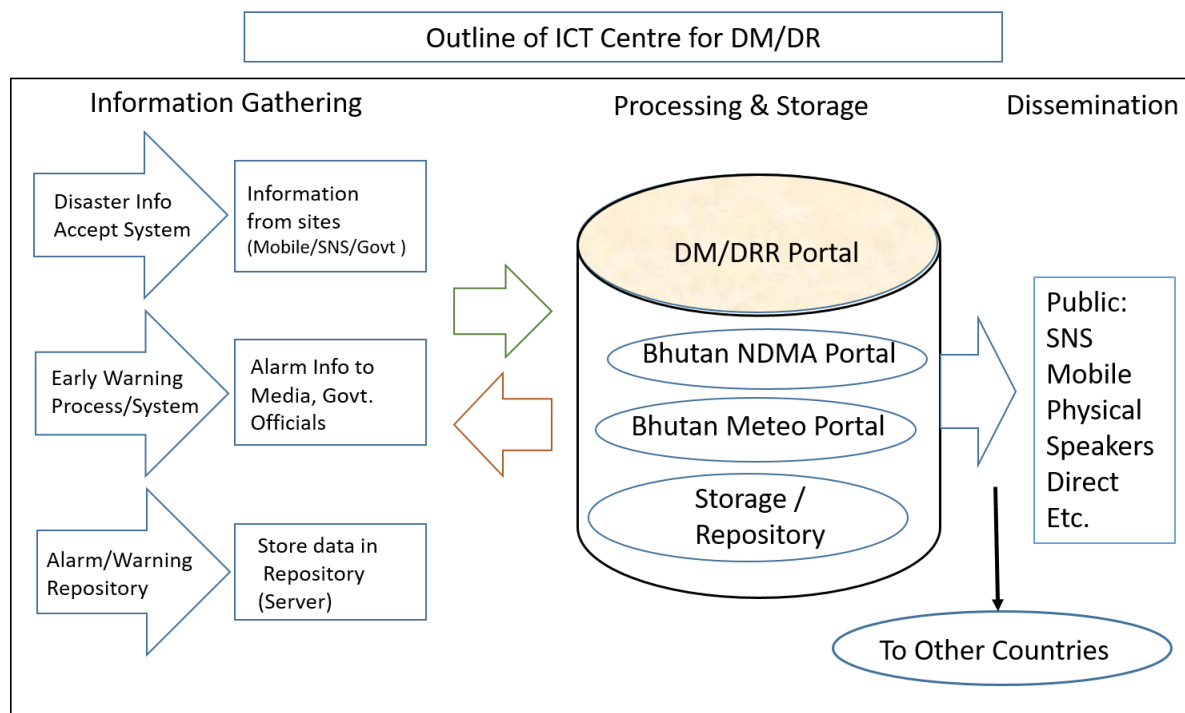 Outline of ICT Centre for DM/DR
Information Gathering
Processing & Storage
Dissemination
Disaster Info
Accept System
Information
from sites
(Mobile/SNS/Govt )
Early Warning
Process/System
Alarm Info to
Media, Govt.
Officials
Alarm/Warning
Repository
Store data in
Repository
(Server)
DM/DRR Portal
Bhutan NDMA Portal
Bhutan Meteo Portal
Storage /
Repository
Public:
SNS
Mobile
Physical
Speakers
Direct
Etc.
To Other Countries